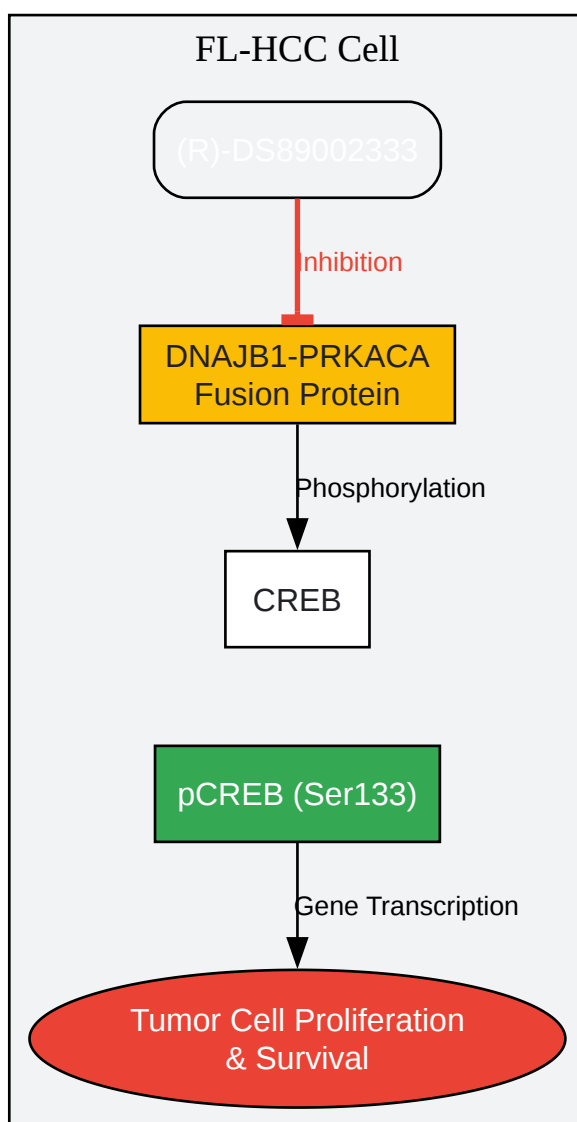 FL-HCC Cell
(R)-DS89002333
Inhibition
DNAJB1-PRKACA
Fusion Protein
Phosphorylation
CREB
pCREB (Ser133)
Gene Transcription
Tumor Cell Proliferation
& Survival